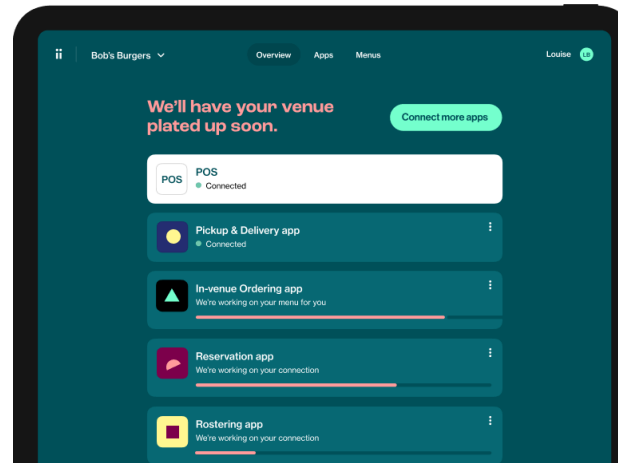 ii
Bob's Burgers
Overview
Apps
Menus
Louise
LB
We'll have your venue
plated up soon.
Connect more apps
POS
POS
Connected
Pickup & Delivery app
Connected
In-venue Ordering app
We're working on your menu for you
Reservation app
We're working on your connection
Rostering app
We're working on your connection